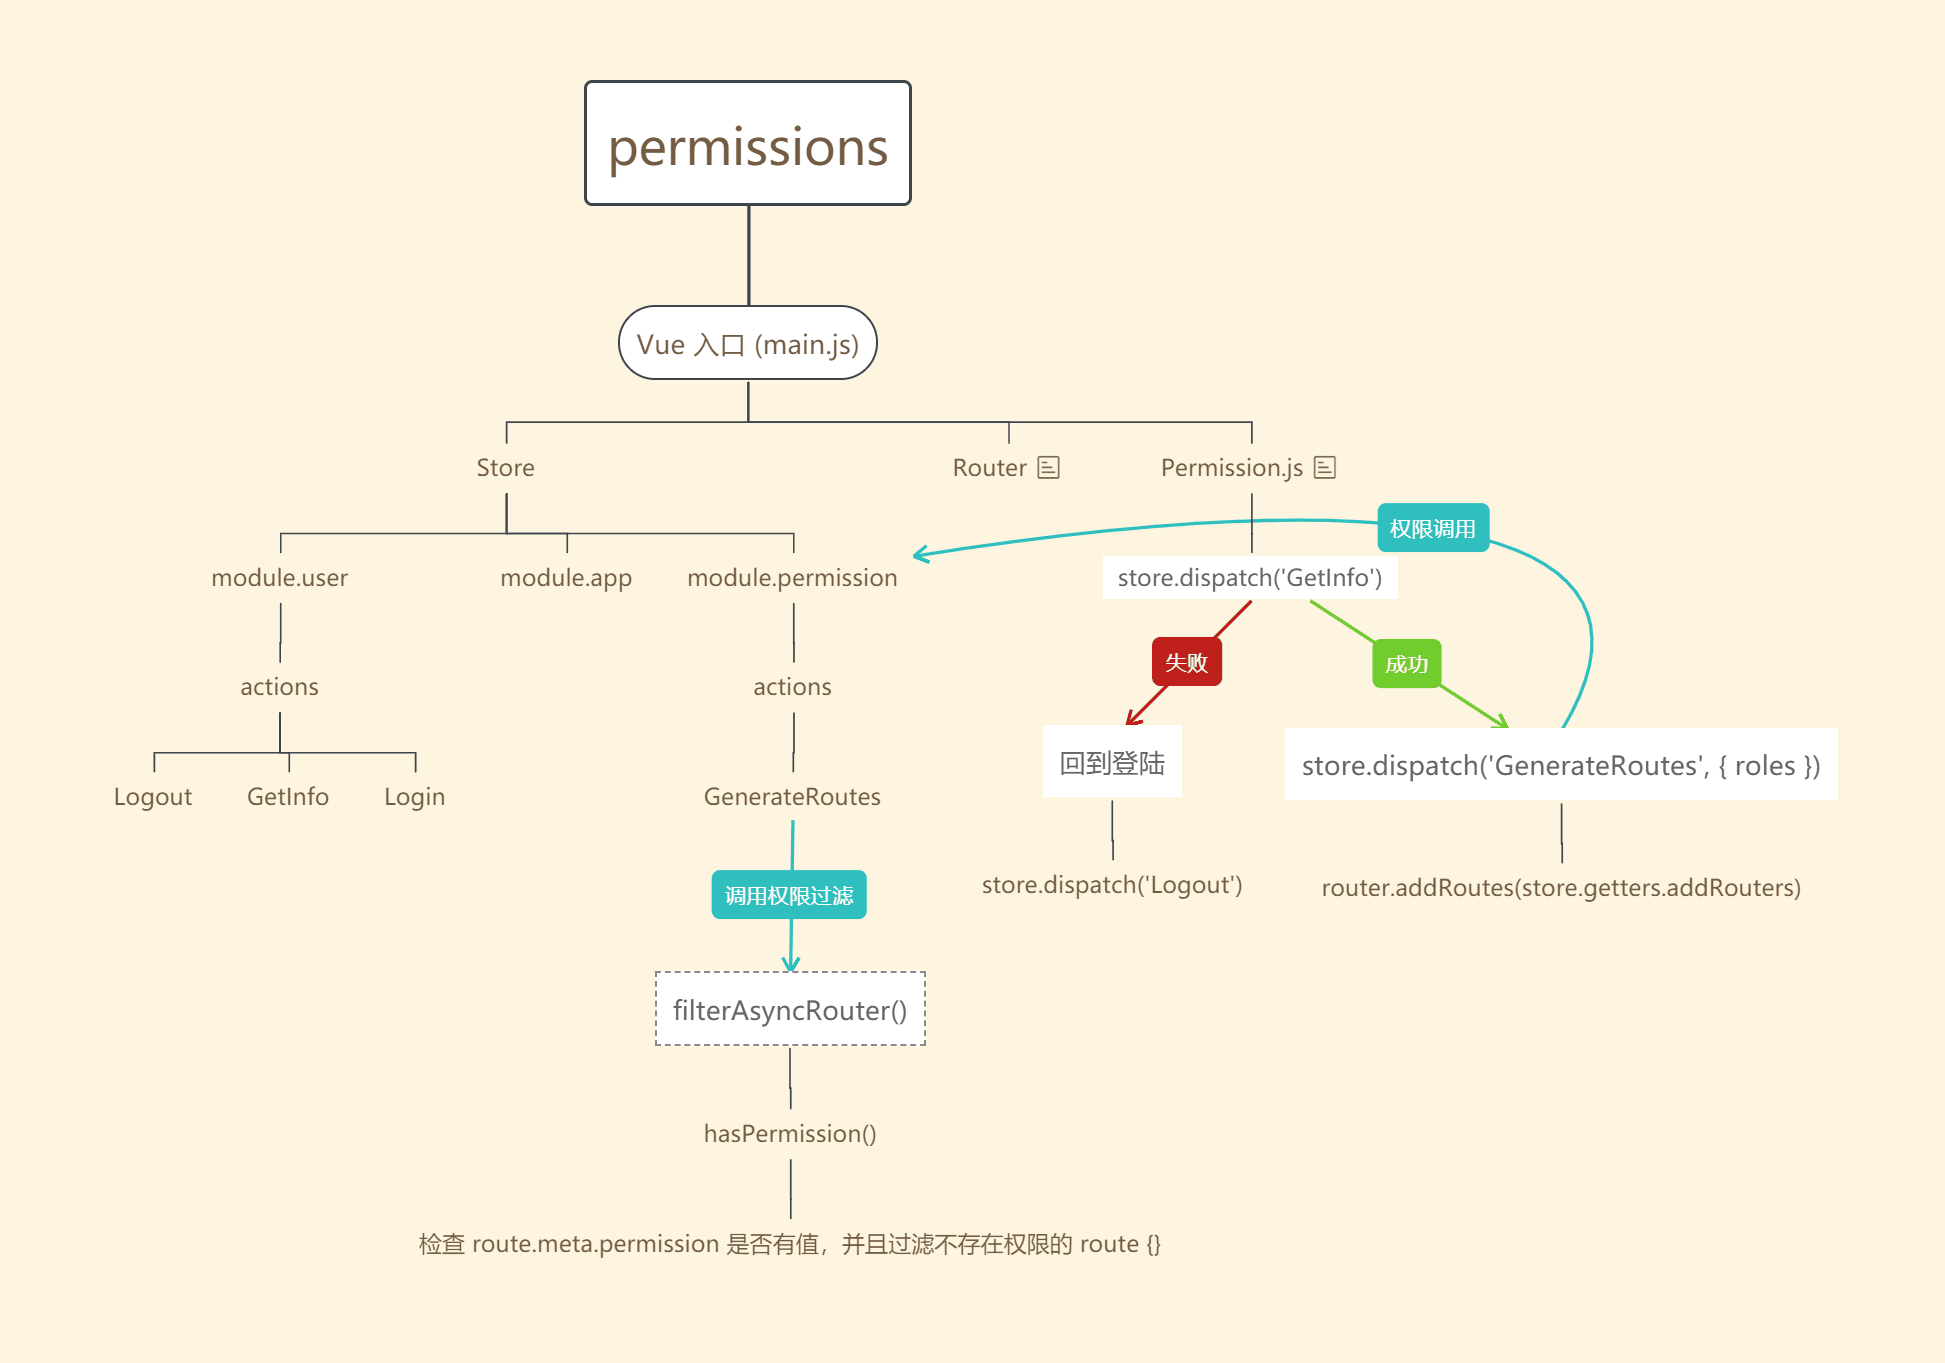 permissions
Vue 入口 (main.js)
Store
Router
Permission.js
权限调用
module.user
module.app
module.permission
store.dispatch('GetInfo')
失败
成功
actions
actions
回到登陆
store.dispatch('GenerateRoutes', { roles })
Logout
GetInfo
Login
GenerateRoutes
store.dispatch('Logout')
router.addRoutes(store.getters.addRouters)
调用权限过滤
filterAsyncRouter()
hasPermission()
检查 route.meta.permission 是否有值，并且过滤不存在权限的 route {}